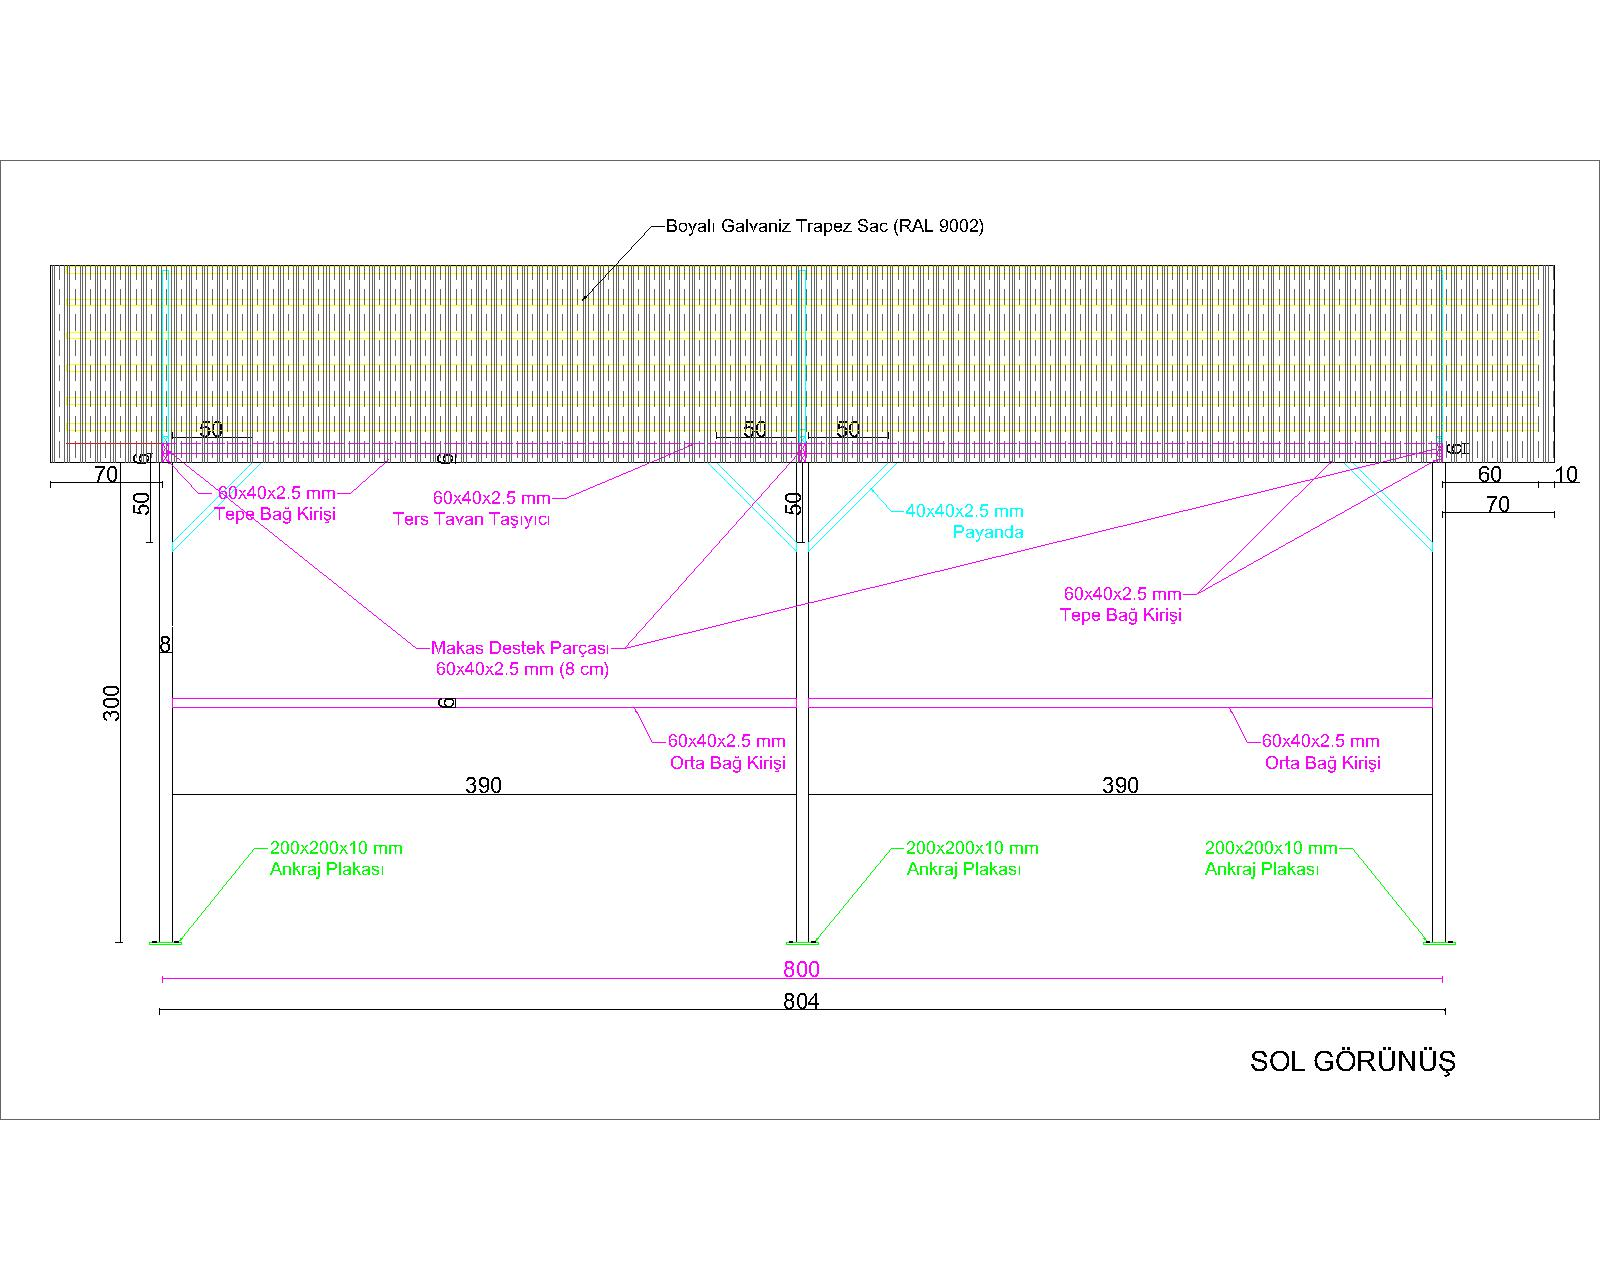 Boyalı Galvaniz Trapez Sac (RAL 9002)
50
50
50
6
6
6
70
50
50
60
10
70
60x40x2.5 mm
Tepe Bağ Kirişi
60x40x2.5 mm
Ters Tavan Taşıyıcı
40x40x2.5 mm
Payanda
60x40x2.5 mm
Tepe Bağ Kirişi
8
Makas Destek Parçası
60x40x2.5 mm (8 cm)
300
6
60x40x2.5 mm
Orta Bağ Kirişi
60x40x2.5 mm
Orta Bağ Kirişi
390
390
200x200x10 mm
Ankraj Plakası
200x200x10 mm
Ankraj Plakası
200x200x10 mm
Ankraj Plakası
800
804
SOL GÖRÜNÜŞ